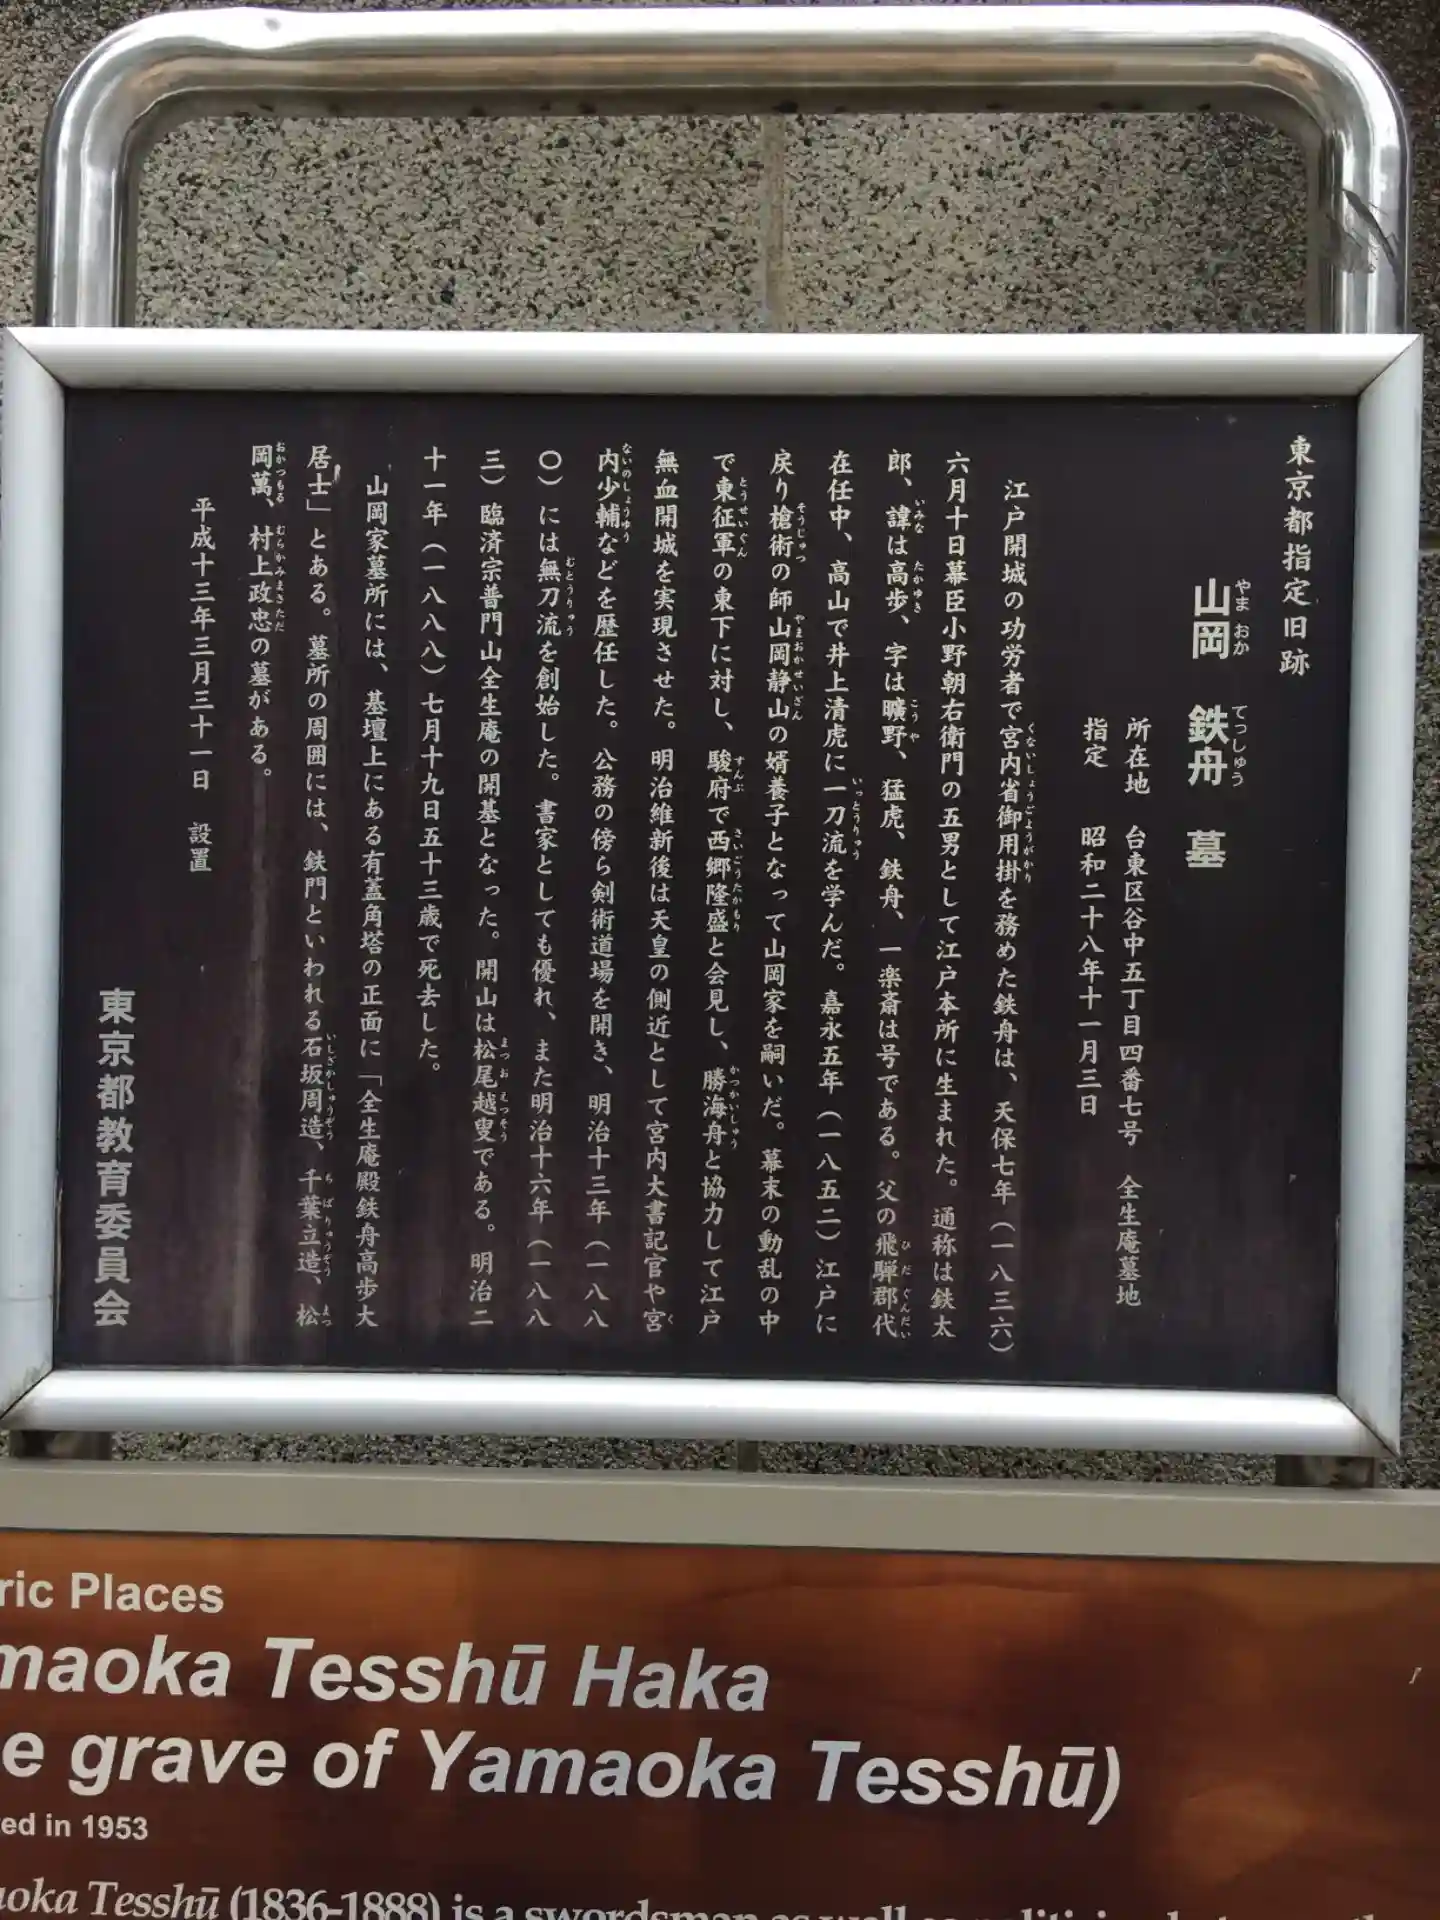 東京都指定旧跡
山岡 鉄舟 墓
所在地 台東区谷中五丁目四番七号 全生庵墓地
指定 昭和二十八年十一月三日
江戸開城の功労者で宮内省御用掛を務めた鉄舟は、天保七年（一八三六）
六月十日幕臣小野朝右衛門の五男として江戸本所に生まれた。通称は鉄太
郎、諱は高歩、字は曠野、猛虎、鉄舟、一楽斎は号である。父の飛騨郡代
在任中、高山で井上清虎に一刀流を学んだ。嘉永五年（一八五二）江戸に
戻り槍術の師山岡静山の婿養子となって山岡家を嗣いだ。幕末の動乱の中
で東征軍の東下に対し、駿府で西郷隆盛と会見し、勝海舟と協力して江戸
無血開城を実現させた。明治維新後は天皇の側近として宮内大書記官や宮
内少輔などを歴任した。公務の傍ら剣術道場を開き、明治十三年（一八八
〇）には無刀流を創始した。書家としても優れ、また明治十六年（一八八
三）臨済宗普門山全生庵の開基となった。開山は松尾越叟である。明治二
十一年（一八八八）七月十九日五十三歳で死去した。
山岡家墓所には、基壇上にある有蓋角塔の正面に「全生庵殿鉄舟高歩大
居士」とある。墓所の周囲には、鉄門といわれる石坂周造、千葉立造、松
岡萬、村上政忠の墓がある。
平成十三年三月三十一日 設置
東京都教育委員会
ric Places
maoka Tesshū Haka
e grave of Yamaoka Tesshū)
ed in 1953
oka Tesshū (1836-1888) is a swordsman as well as